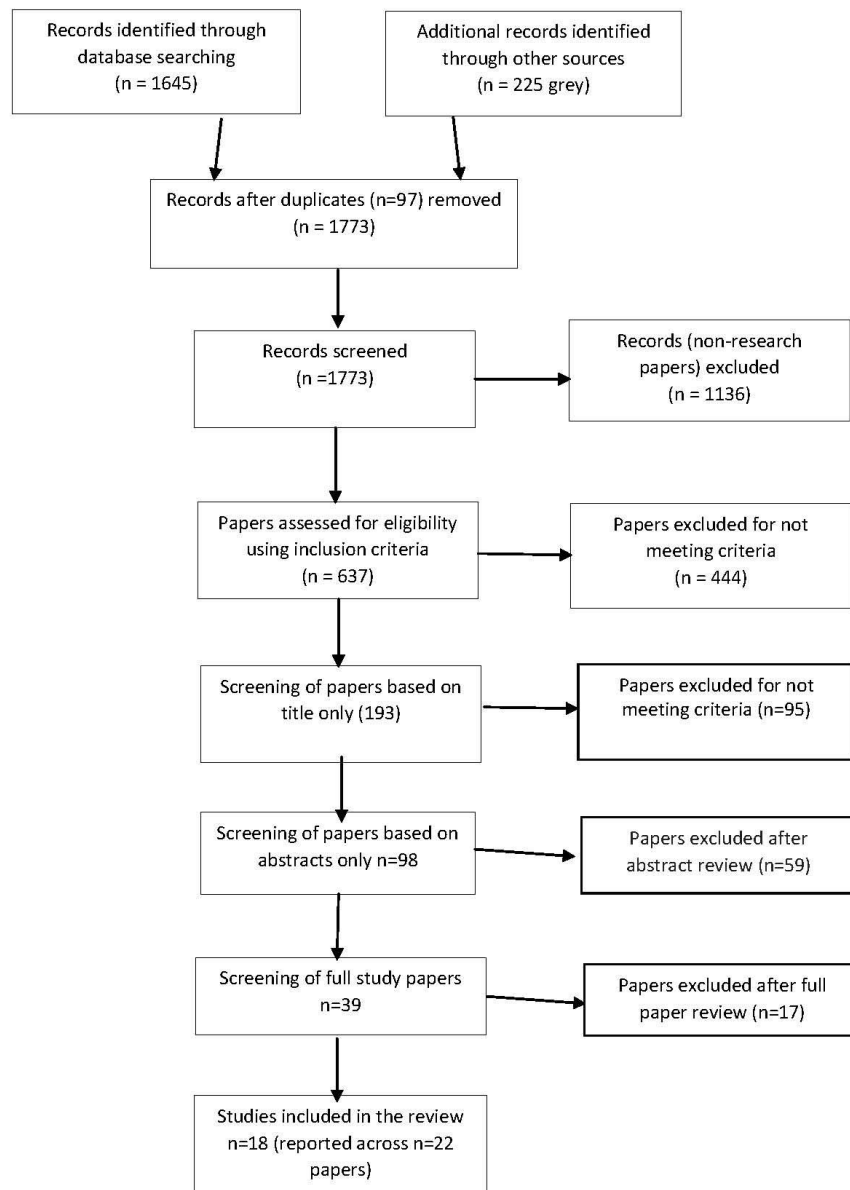 Records identified through
database searching
(n = 1645)
Additional records identified
through other sources
(n = 225 grey)
Records after duplicates (n=97) removed
(n = 1773)
Records screened
(n =1773)
Records (non-research
papers) excluded
(n = 1136)
Papers assessed for eligibility
using inclusion criteria
(n = 637)
Papers excluded for not
meeting criteria
(n = 444)
Screening of papers based on
title only (193)
Papers excluded for not
meeting criteria (n=95)
Screening of papers based on
abstracts only n=98
Papers excluded after
abstract review (n=59)
Screening of full study papers
n=39
Papers excluded after full
paper review (n=17)
Studies included in the review
n=18 (reported across n=22
papers)